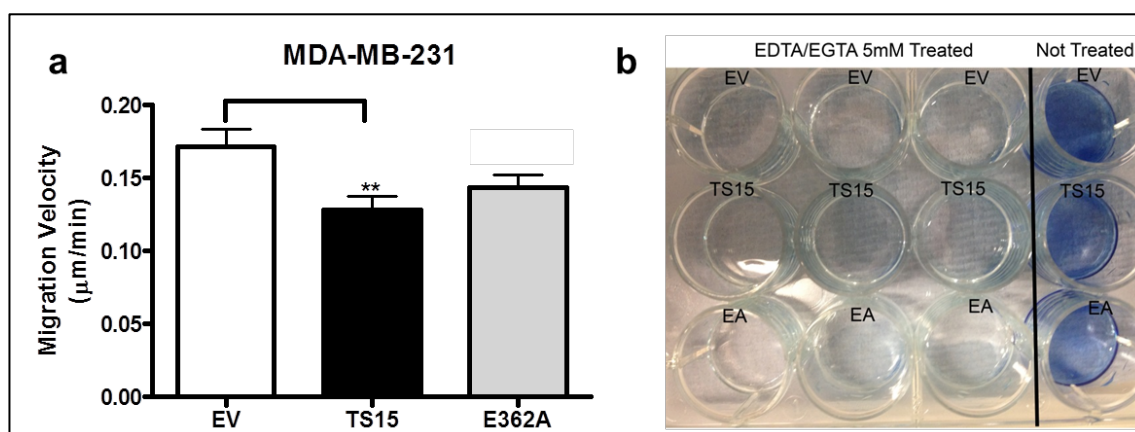 a
MDA-MB-231
Migration Velocity
(μm/min)
0.20
0.15
0.10
0.05
0.00
**
EV
TS15
E362A
b
EDTA/EGTA 5mM Treated
Not Treated
EV
EV
EV
EV
TS15
TS15
TS15
TS15
EA
EA
EA
EA